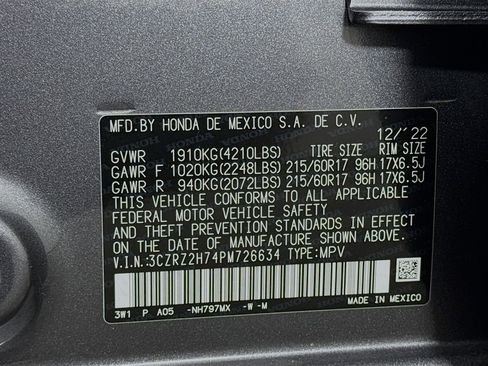 MFD.BY HONDA DE MEXICO S.A. DE C.V.
12/'22
GVWR 1910KG(4210LBS) TIRE SIZE RIM SIZE
GAWR F 1020KG(2248LBS) 215/60R17 96H 17X6.5J
GAWR R 940KG(2072LBS) 215/60R17 96H 17X6.5J
THIS VEHICLE CONFORMS TO ALL APPLICABLE
FEDERAL MOTOR VEHICLE SAFETY
AND THEFT PREVENTION STANDARDS IN EFFECT
ON THE DATE OF MANUFACTURE SHOWN ABOVE.
V.I.N.:3CZRZ2H74PM726634 TYPE:MPV
3W1 P A05 -NH797MX -W -M MADE IN MEXICO